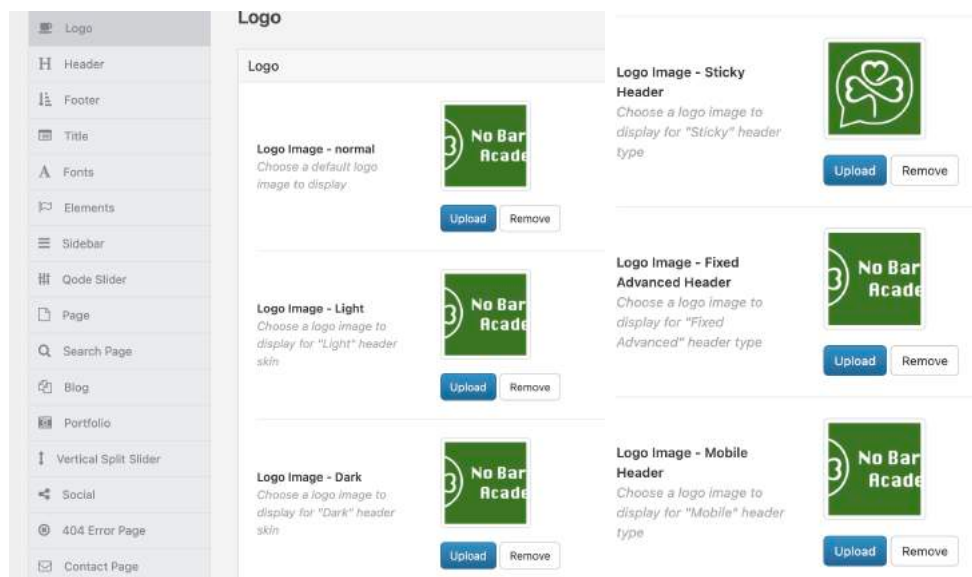 Logo
Header
Footer
Title
Fonts
Elements
Sidebar
Qode Slider
Page
Search Page
Blog
Portfolio
Vertical Split Slider
Social
404 Error Page
Contact Page
Logo
Logo
Logo Image - normal
Choose a default logo
image to display
No Bar
Acade
Upload
Remove
Logo Image - Light
Choose a logo image to
display for "Light" header
skin
No Bar
Acade
Upload
Remove
Logo Image - Dark
Choose a logo image to
display for "Dark" header
skin
No Bar
Acade
Upload
Remove
Logo Image - Sticky
Header
Choose a logo image to
display for "Sticky" header
type
Upload
Remove
Logo Image - Fixed
Advanced Header
Choose a logo image to
display for "Fixed
Advanced" header type
No Bar
Acade
Upload
Remove
Logo Image - Mobile
Header
Choose a logo image to
display for "Mobile" header
type
No Bar
Acade
Upload
Remove